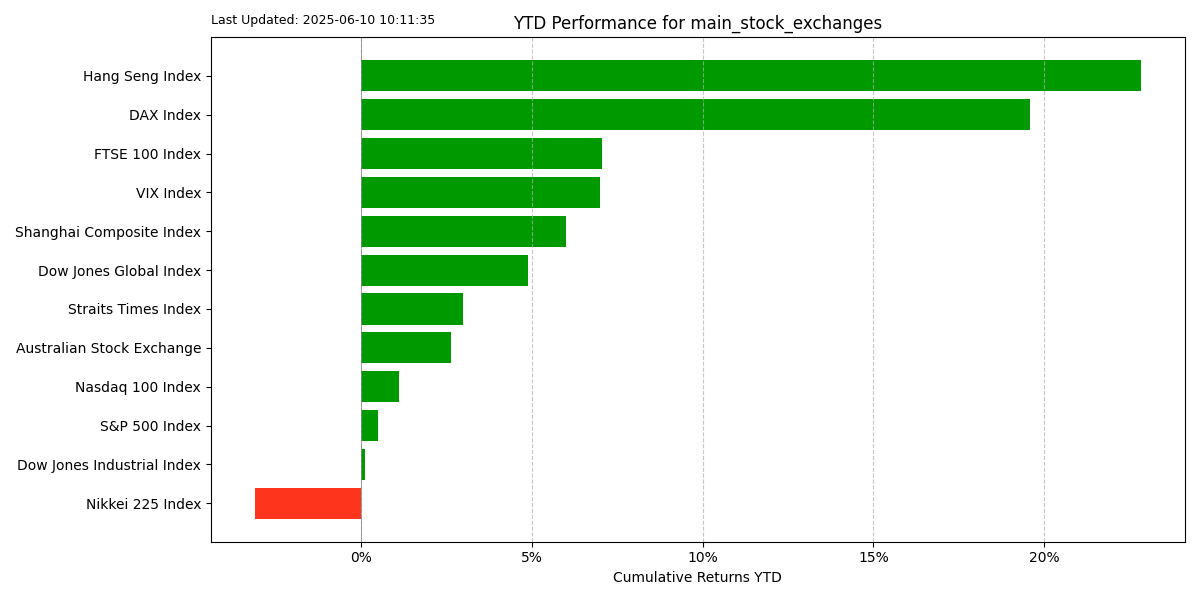 Last Updated: 2025-06-10 10:11:35
YTD Performance for main_stock_exchanges
Hang Seng Index
DAX Index
FTSE 100 Index
VIX Index
Shanghai Composite Index
Dow Jones Global Index
Straits Times Index
Australian Stock Exchange
Nasdaq 100 Index
S&P 500 Index
Dow Jones Industrial Index
Nikkei 225 Index
0% 5% 10% 15% 20%
Cumulative Returns YTD